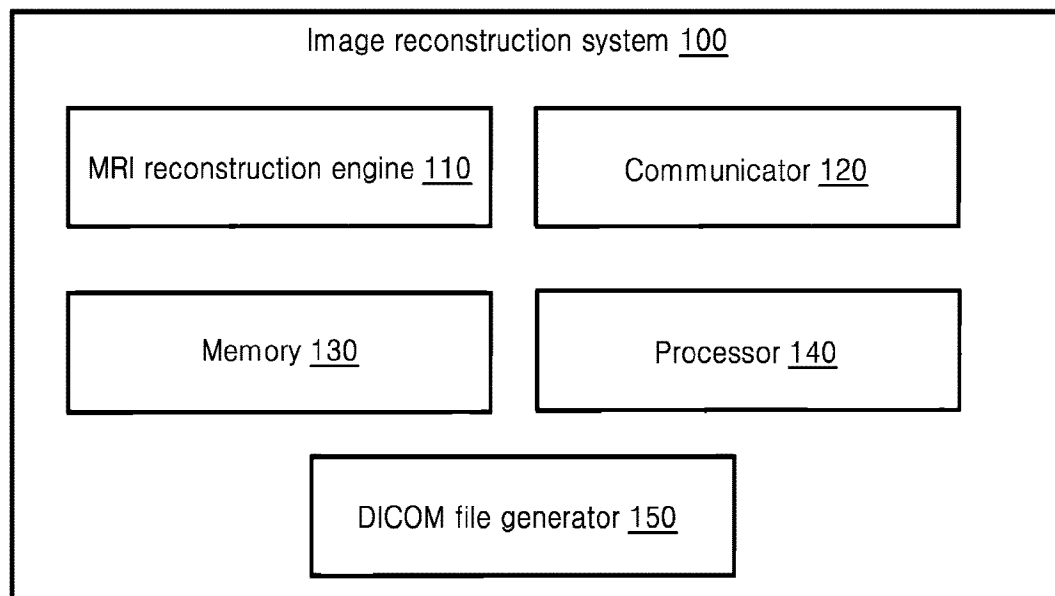 Image reconstruction system 100
MRI reconstruction engine 110
Communicator 120
Memory 130
Processor 140
DICOM file generator 150